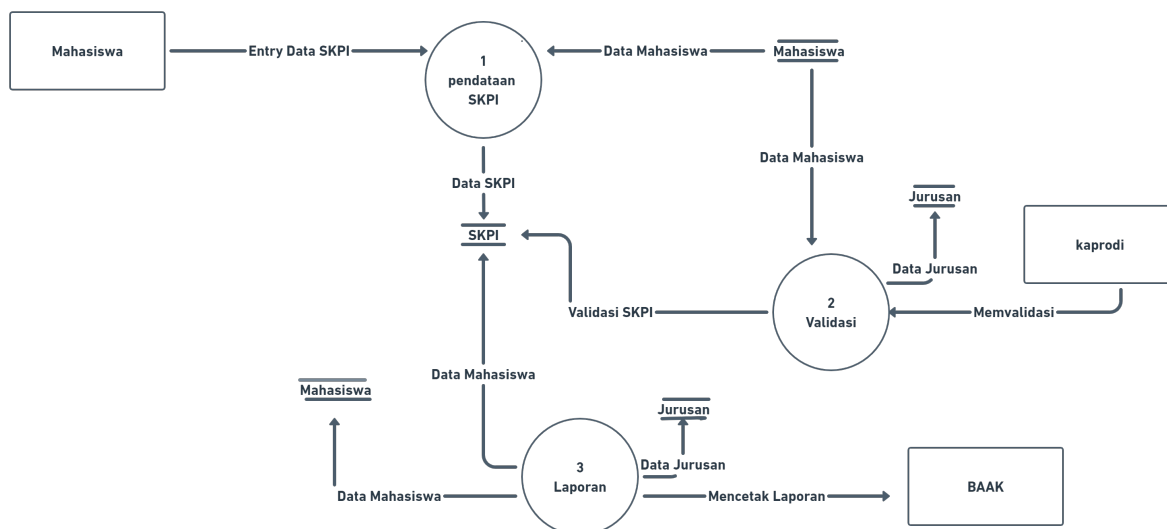 Mahasiswa
Entry Data SKPI
1
pendataan
SKPI
Data Mahasiswa
Mahasiswa
Data SKPI
Data Mahasiswa
SKPI
Jurusan
kaprodi
Data Jurusan
2
Validasi
Validasi SKPI
Memvalidasi
Data Mahasiswa
Mahasiswa
Jurusan
3
Laporan
Data Jurusan
Data Mahasiswa
Mencetak Laporan
BAAK